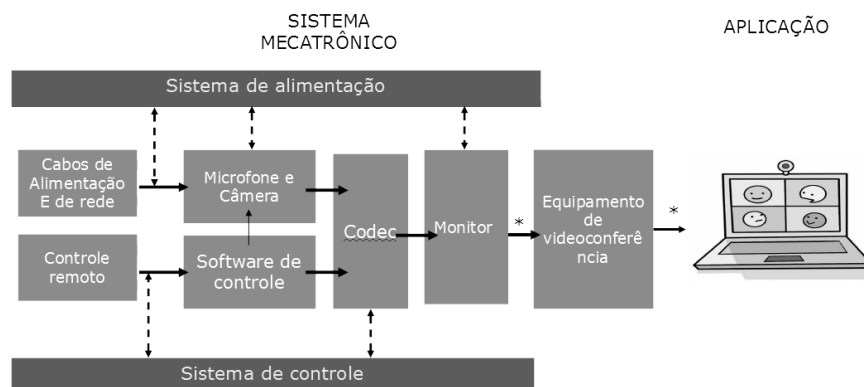 SISTEMA
MECATRÔNICO
APLICAÇÃO
Sistema de alimentação
Cabos de
Alimentação
E de rede
Microfone e
Câmera
Codec
Monitor
*
Equipamento
de
videoconferê
ncia
*
Controle
remoto
Software de
controle
Sistema de controle